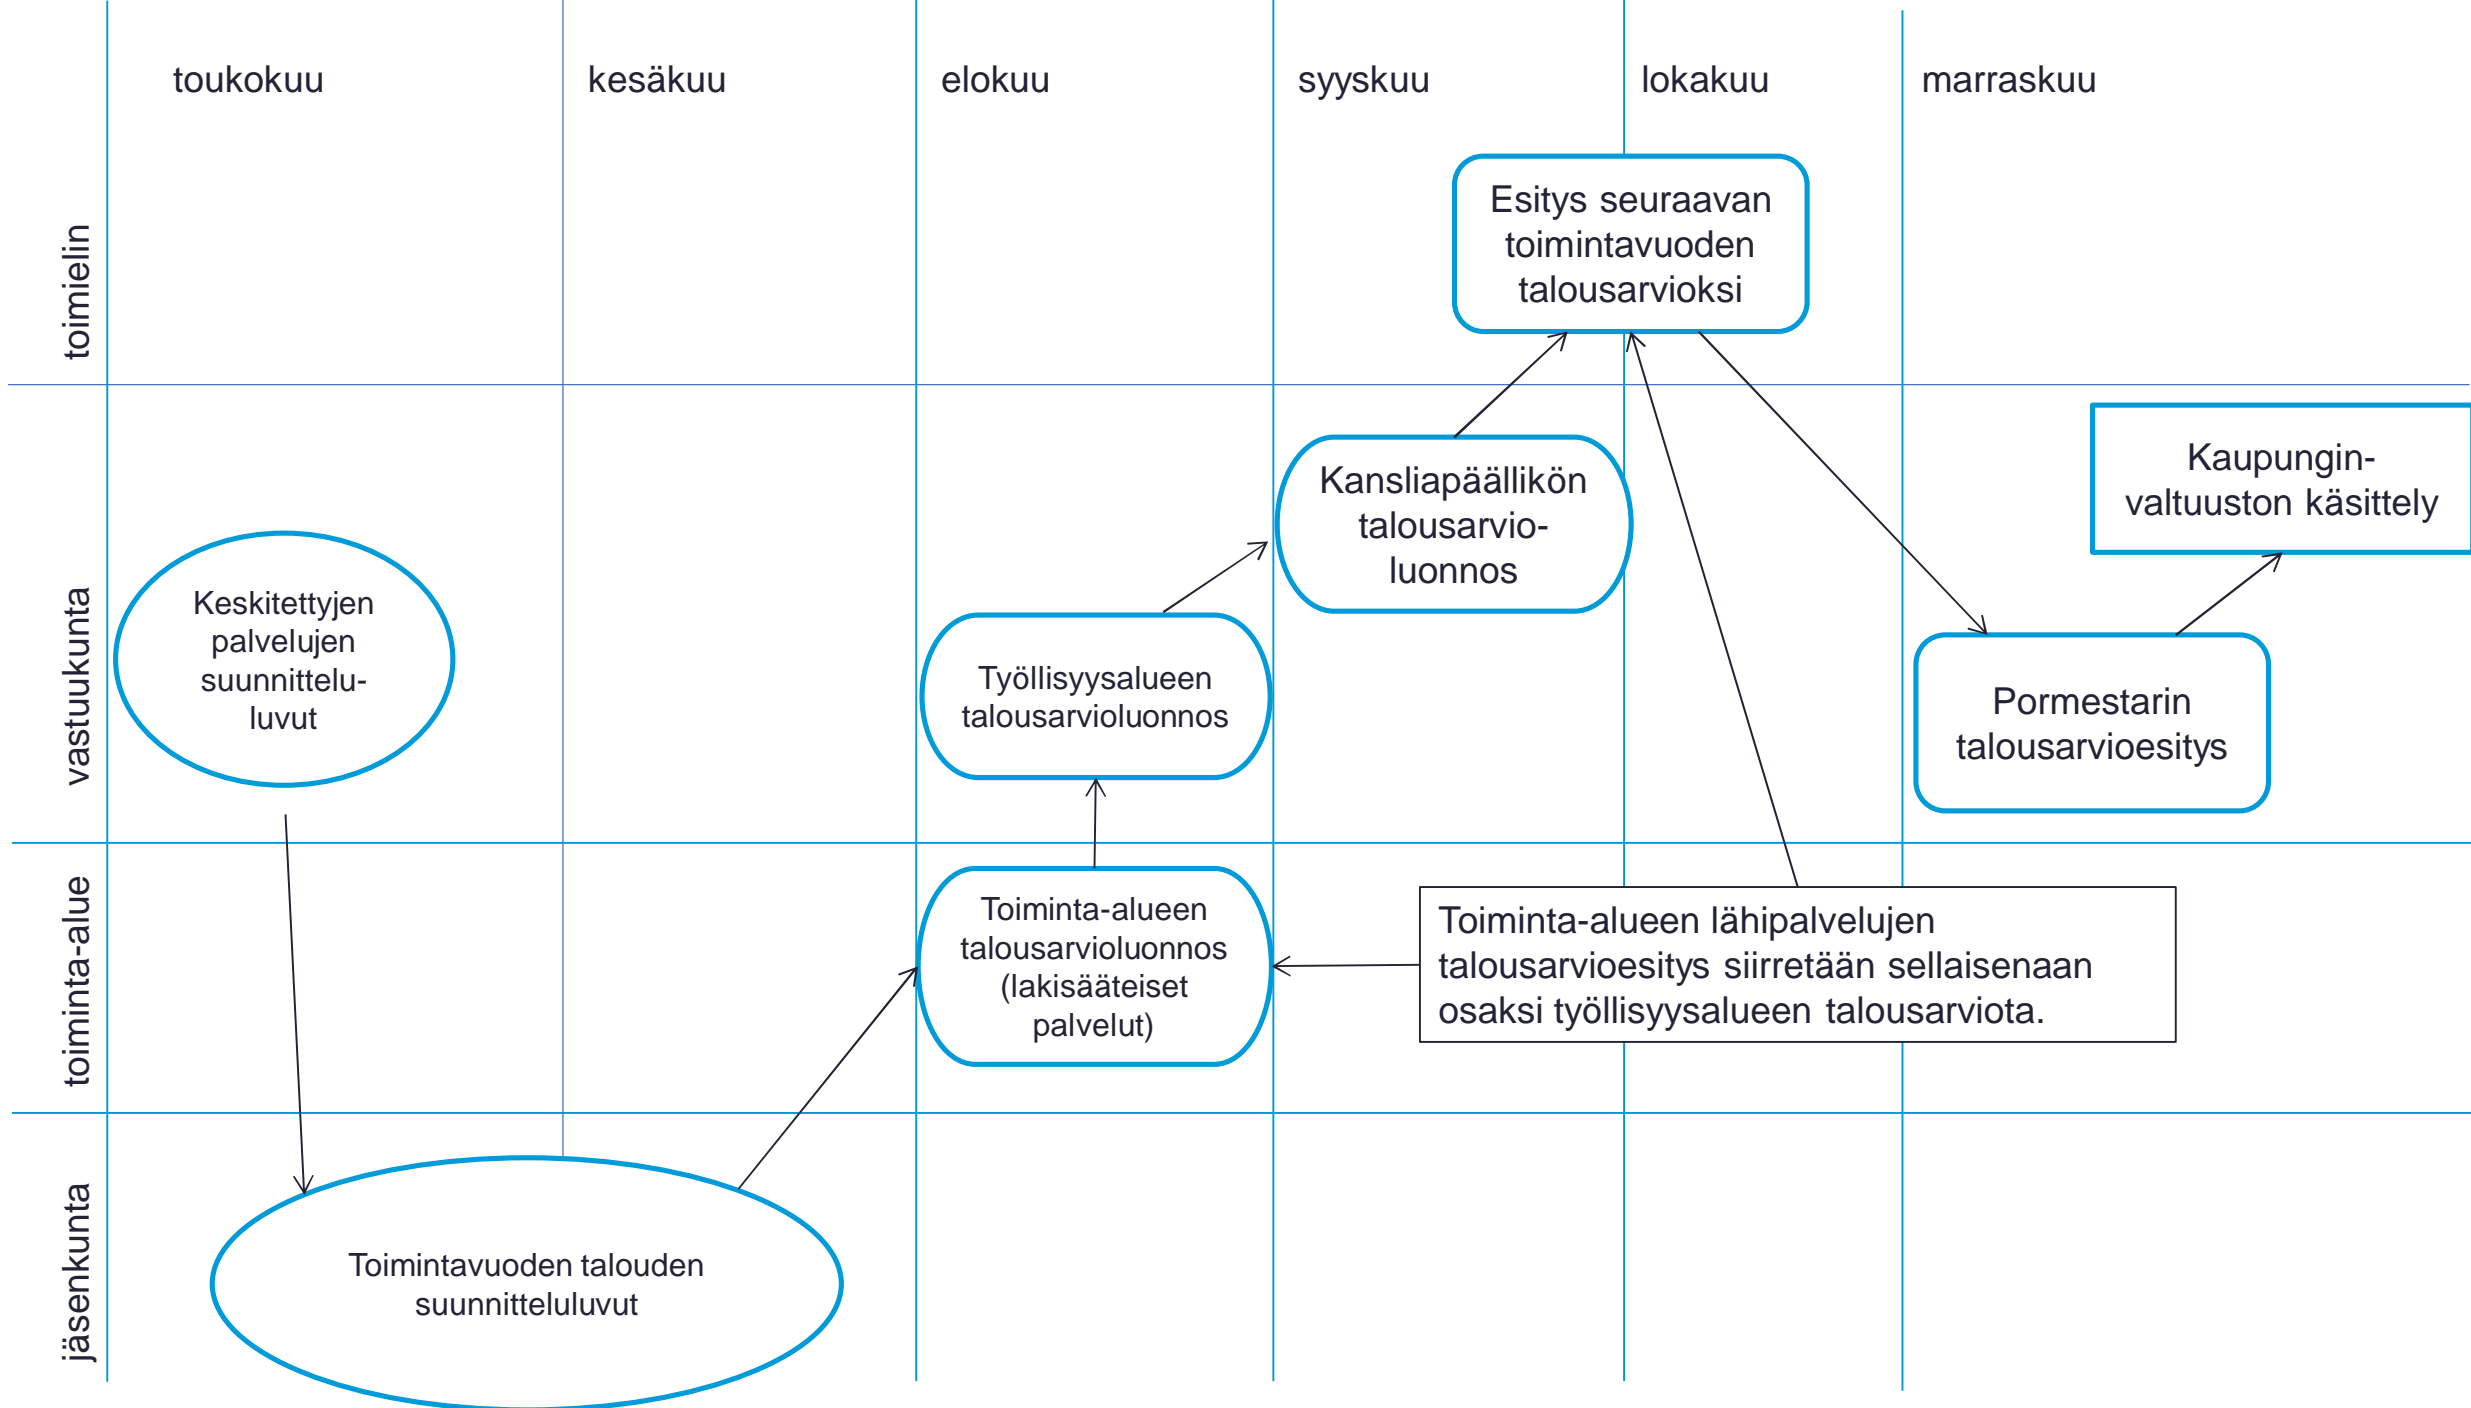 toukokuu
kesäkuu
elokuu
syyskuu
lokakuu
marraskuu
toimielin
Esitys seuraavan
toimintavuoden
talousarvioksi
vastuukunta
Keskitettyjen
palvelujen
suunnittelu-
luvut
Työllisyysalueen
talousarvioluonnos
Kansliapäällikön
talousarvio-
luonnos
Kaupungin-
valtuuston käsittely
Pormestarin
talousarvioesitys
toiminta-alue
Toiminta-alueen
talousarvioluonnos
(lakisääteiset
palvelut)
Toiminta-alueen lähipalvelujen
talousarvioesitys siirretään sellaisenaan
osaksi työllisyysalueen talousarviota.
jäsenkunta
Toimintavuoden talouden
suunnitteluluvut